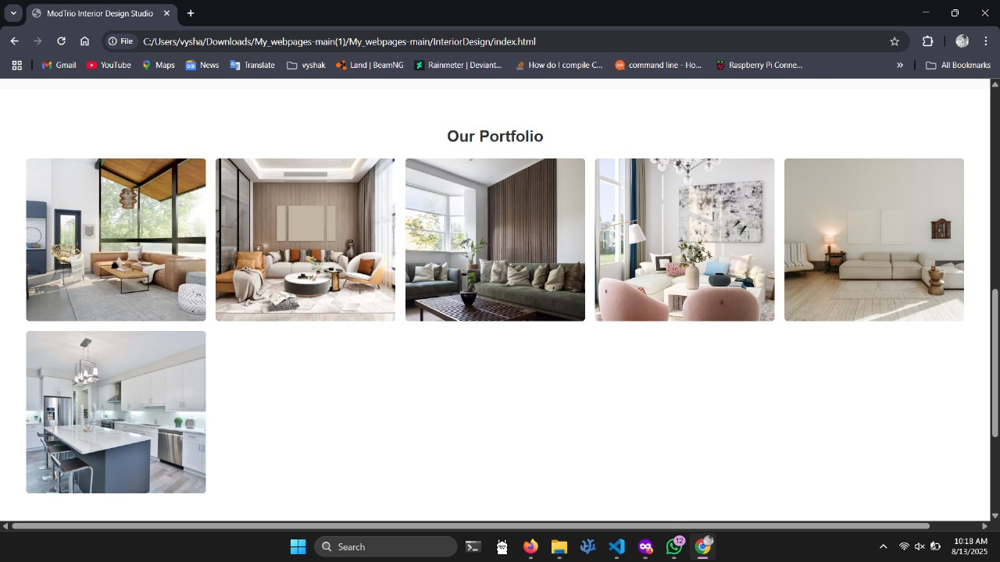 ModTrio Interior Design Studio
File
C:/Users/vysha/Downloads/My_webpages-main(1)/My_webpages-main/InteriorDesign/index.html
Gmail
YouTube
Maps
News
Translate
vyshak
Land | BeamNG
Rainmeter | Deviant...
How do I compile C...
command line - Ho...
Raspberry Pi Conne...
»
All Bookmarks
Our Portfolio
Search
12
10:18 AM
8/13/2025